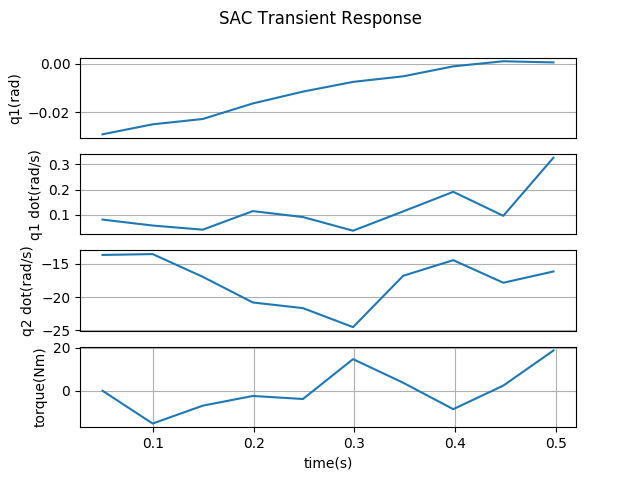 SAC Transient Response
0.00
−0.02
q1(rad)
0.3
0.2
0.1
q1 dot(rad/s)
−15
−20
−25
q2 dot(rad/s)
20
0
torque(Nm)
0.1 0.2 0.3 0.4 0.5
time(s)